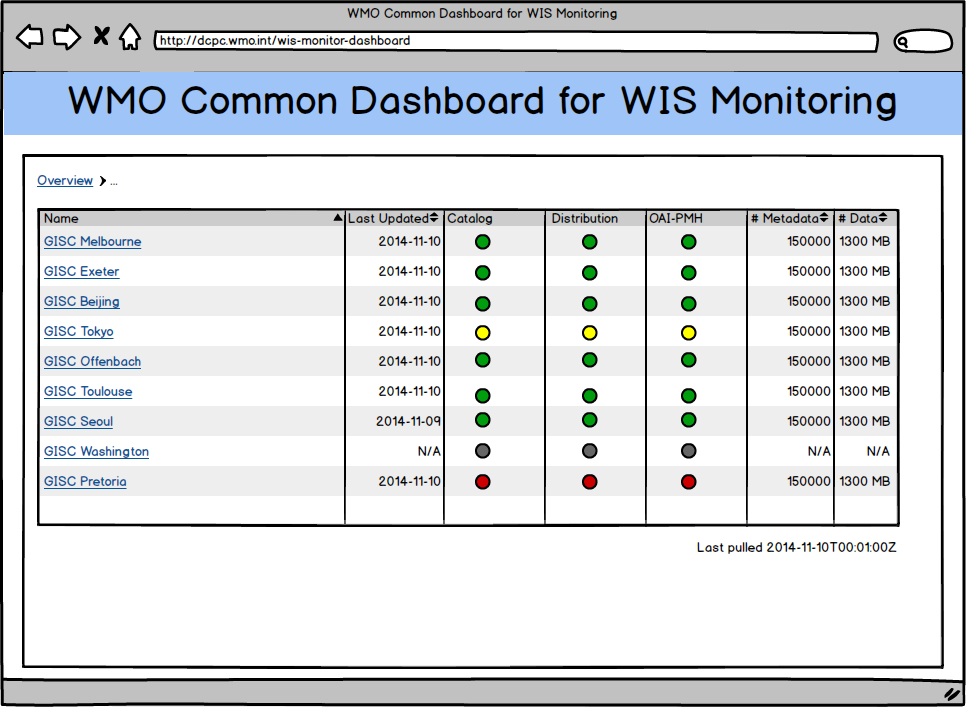 WMO Common Dashboard for WIS Monitoring
http://dcpc.wmo.int/wis-monitor-dashboard
WMO Common Dashboard for WIS Monitoring
Overview > ...
Name Last Updated Catalog Distribution OAI-PMH # Metadata # Data
GISC Melbourne 2014-11-10 150000 1300 MB
GISC Exeter 2014-11-10 150000 1300 MB
GISC Beijing 2014-11-10 150000 1300 MB
GISC Tokyo 2014-11-10 150000 1300 MB
GISC Offenbach 2014-11-10 150000 1300 MB
GISC Toulouse 2014-11-10 150000 1300 MB
GISC Seoul 2014-11-09 150000 1300 MB
GISC Washington N/A N/A N/A
GISC Pretoria 2014-11-10 150000 1300 MB
Last pulled 2014-11-10T00:01:00Z